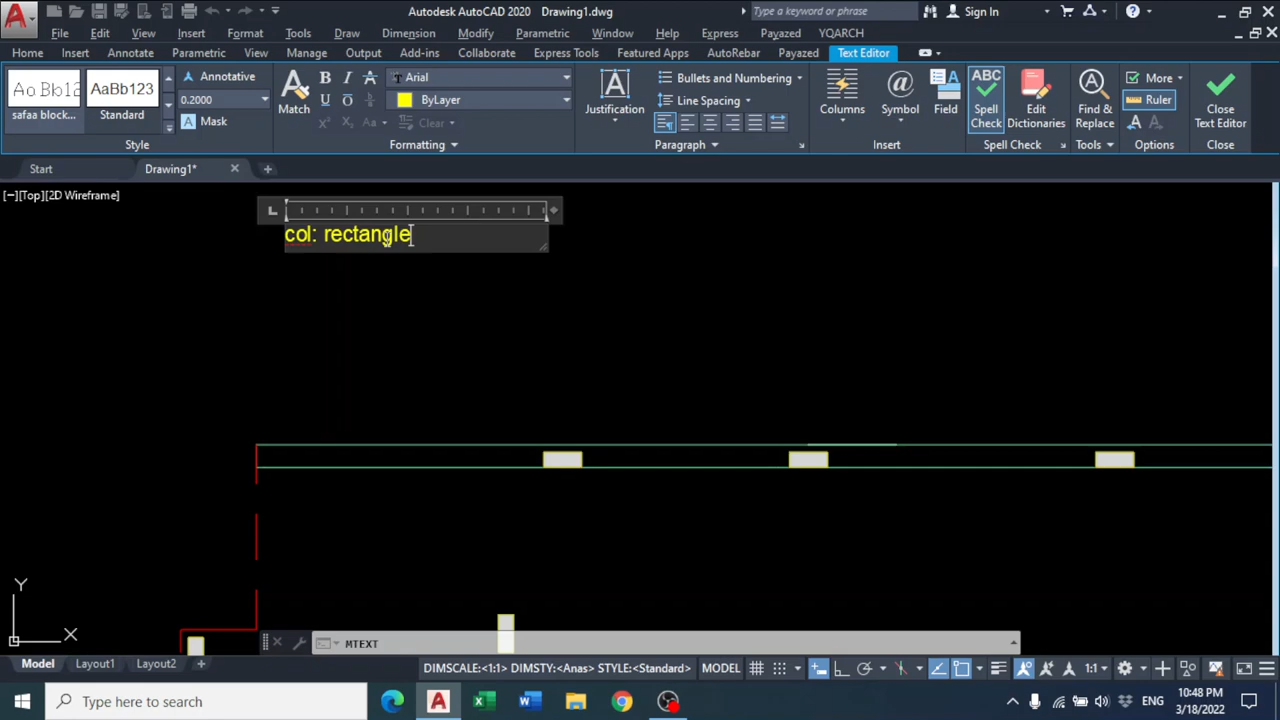 Autodesk AutoCAD 2020 Drawing1.dwg
Type a keyword or phrase
Sign In
File Edit View Insert Format Tools Draw Dimension Modify Parametric Window Help Express Payazed YQARCH
Home Insert Annotate Parametric View Manage Output Add-ins Collaborate Express Tools Featured Apps AutoRebar Payazed Text Editor
Aa Bb12 AaBb123
safaa block... Standard
Annotative
0.2000
Mask
Style
Match
Arial
ByLayer
Clear
Formatting
Justification
Bullets and Numbering
Line Spacing
Paragraph
Columns
Symbol
Field
Insert
ABC
Spell Check
Edit Dictionaries
Spell Check
Find & Replace
Tools
More
Ruler
Options
Close Text Editor
Close
Start Drawing1*
[−][Top][2D Wireframe]
col: rectangle
Y
X
MTEXT
Model Layout1 Layout2
DIMSCALE:<1:1> DIMSTY:<Anas> STYLE:<Standard> MODEL 1:1
Type here to search
ENG
10:48 PM
3/18/2022